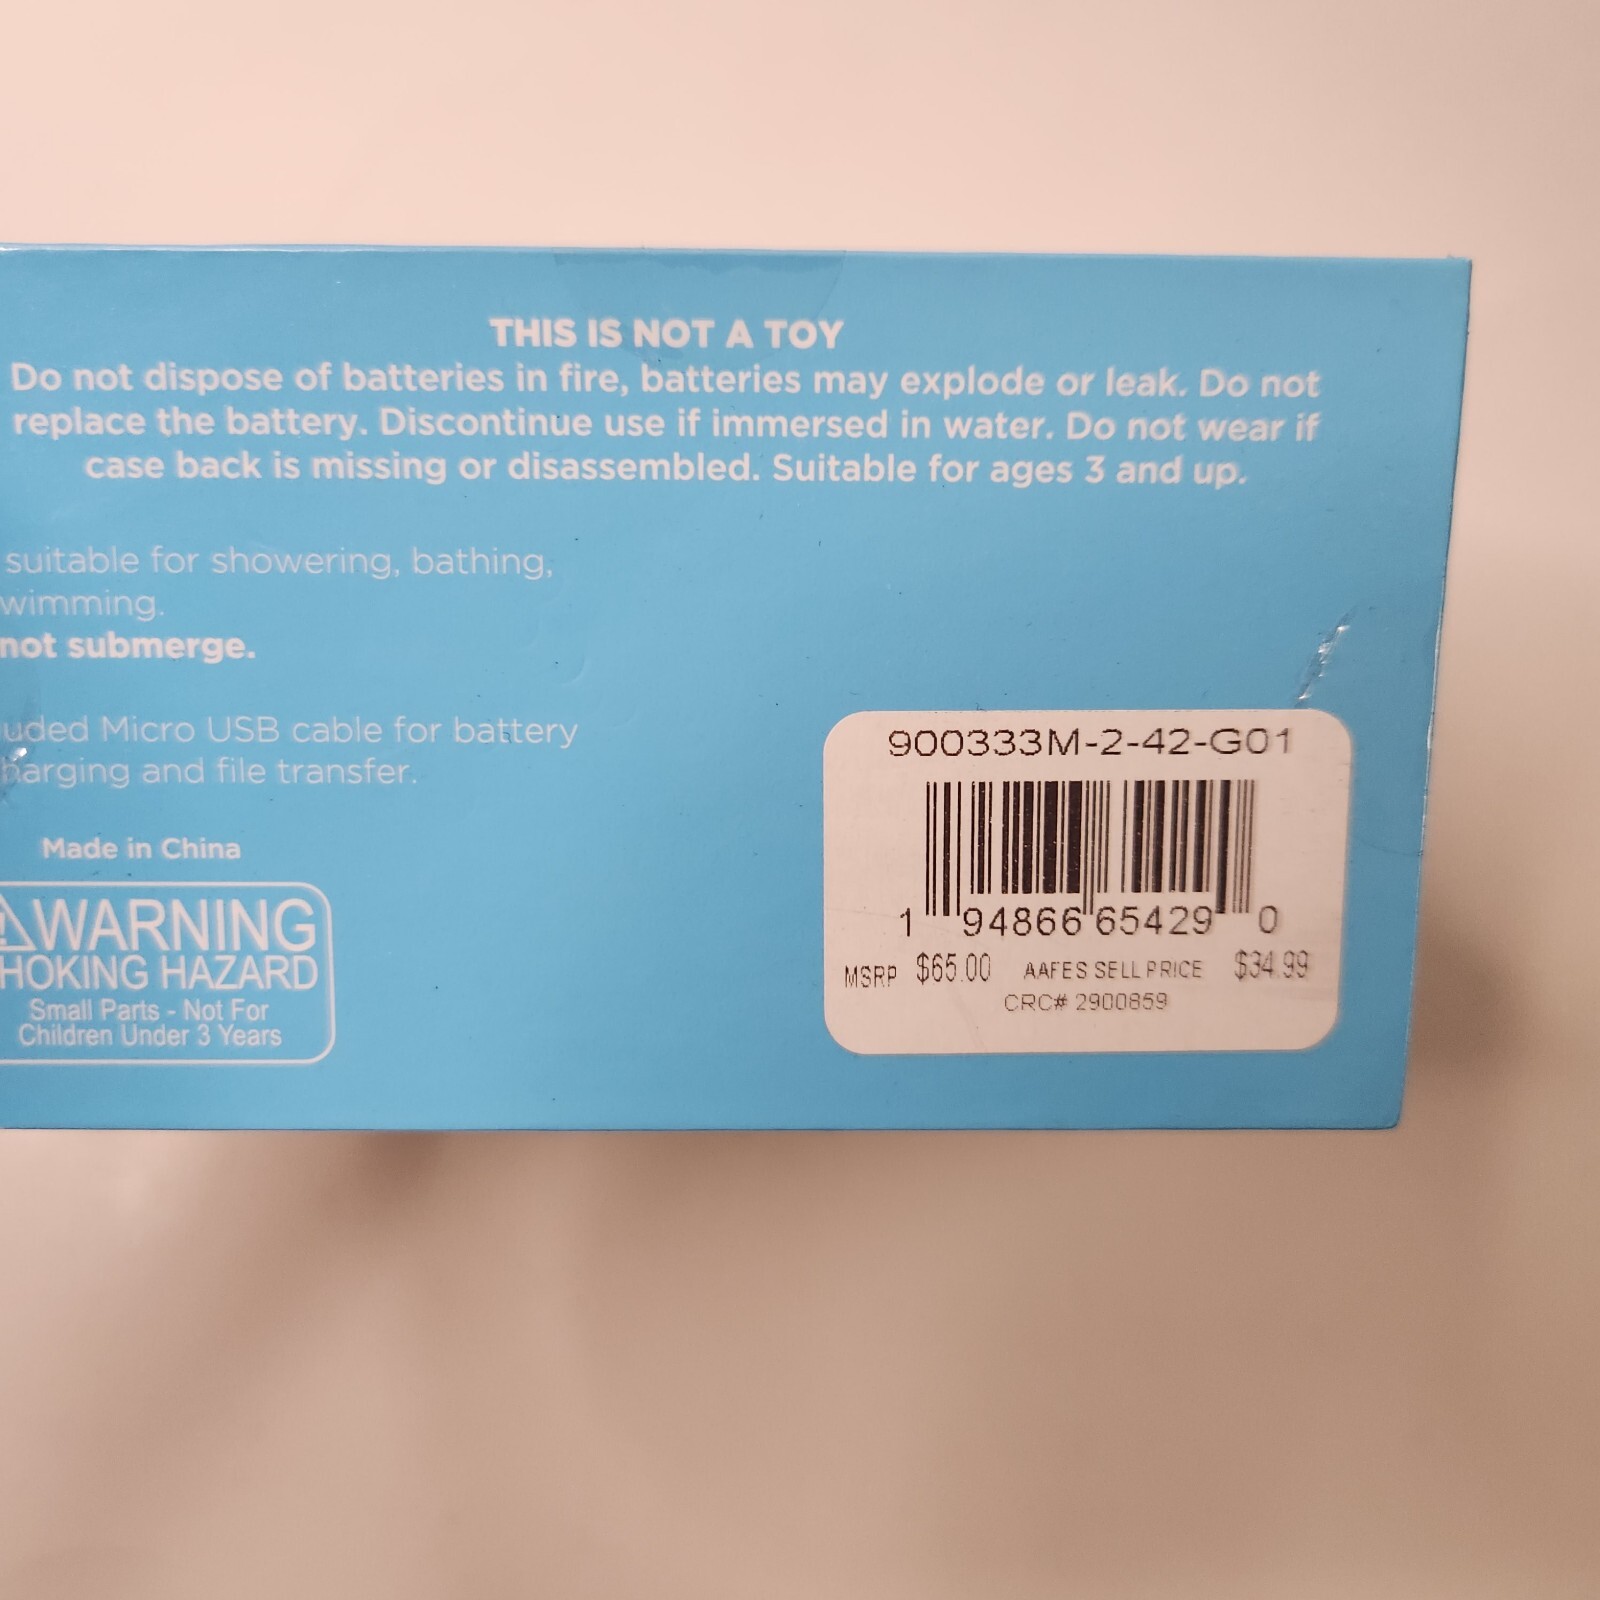 THIS IS NOT A TOY
Do not dispose of batteries in fire, batteries may explode or leak. Do not
replace the battery. Discontinue use if immersed in water. Do not wear if
case back is missing or disassembled. Suitable for ages 3 and up.
suitable for showering, bathing,
wimming.
not submerge.
uded Micro USB cable for battery
harging and file transfer.
Made in China
WARNING
HOKING HAZARD
Small Parts - Not For
Children Under 3 Years
900333M-2-42-G01
1 94866 65429 0
MSRP $65.00 AAFES SELL PRICE $34.99
CRC# 2900859